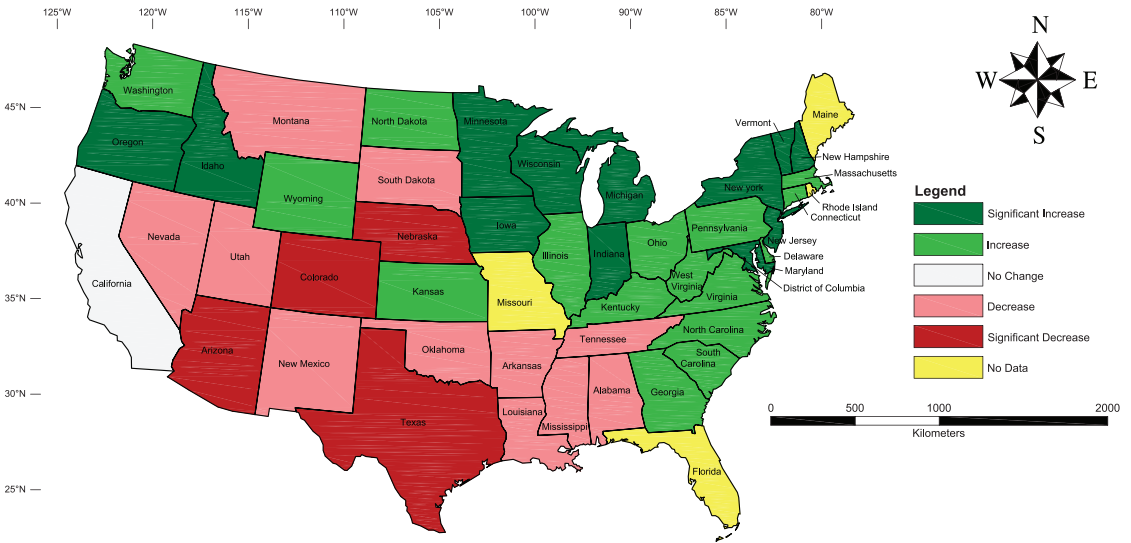 125°W
120°W
115°W
110°W
105°W
100°W
95°W
90°W
85°W
80°W
N
W
E
S
45°N
40°N
35°N
30°N
25°N
Washington
Oregon
Idaho
Montana
North Dakota
Minnesota
Wisconsin
Michigan
Wyoming
South Dakota
Nebraska
Iowa
Nevada
Utah
Colorado
Kansas
Missouri
Illinois
Indiana
Ohio
Pennsylvania
New york
Vermont
Maine
New Hampshire
Massachusetts
Rhode Island
Connecticut
New Jersey
Delaware
Maryland
District of Columbia
West
Virginia
Virginia
Kentucky
California
Arizona
New Mexico
Oklahoma
Texas
Arkansas
Louisiana
Mississippi
Alabama
Tennessee
North Carolina
South
Carolina
Georgia
Florida
Legend
Significant Increase
Increase
No Change
Decrease
Significant Decrease
No Data
0
500
1000
2000
Kilometers